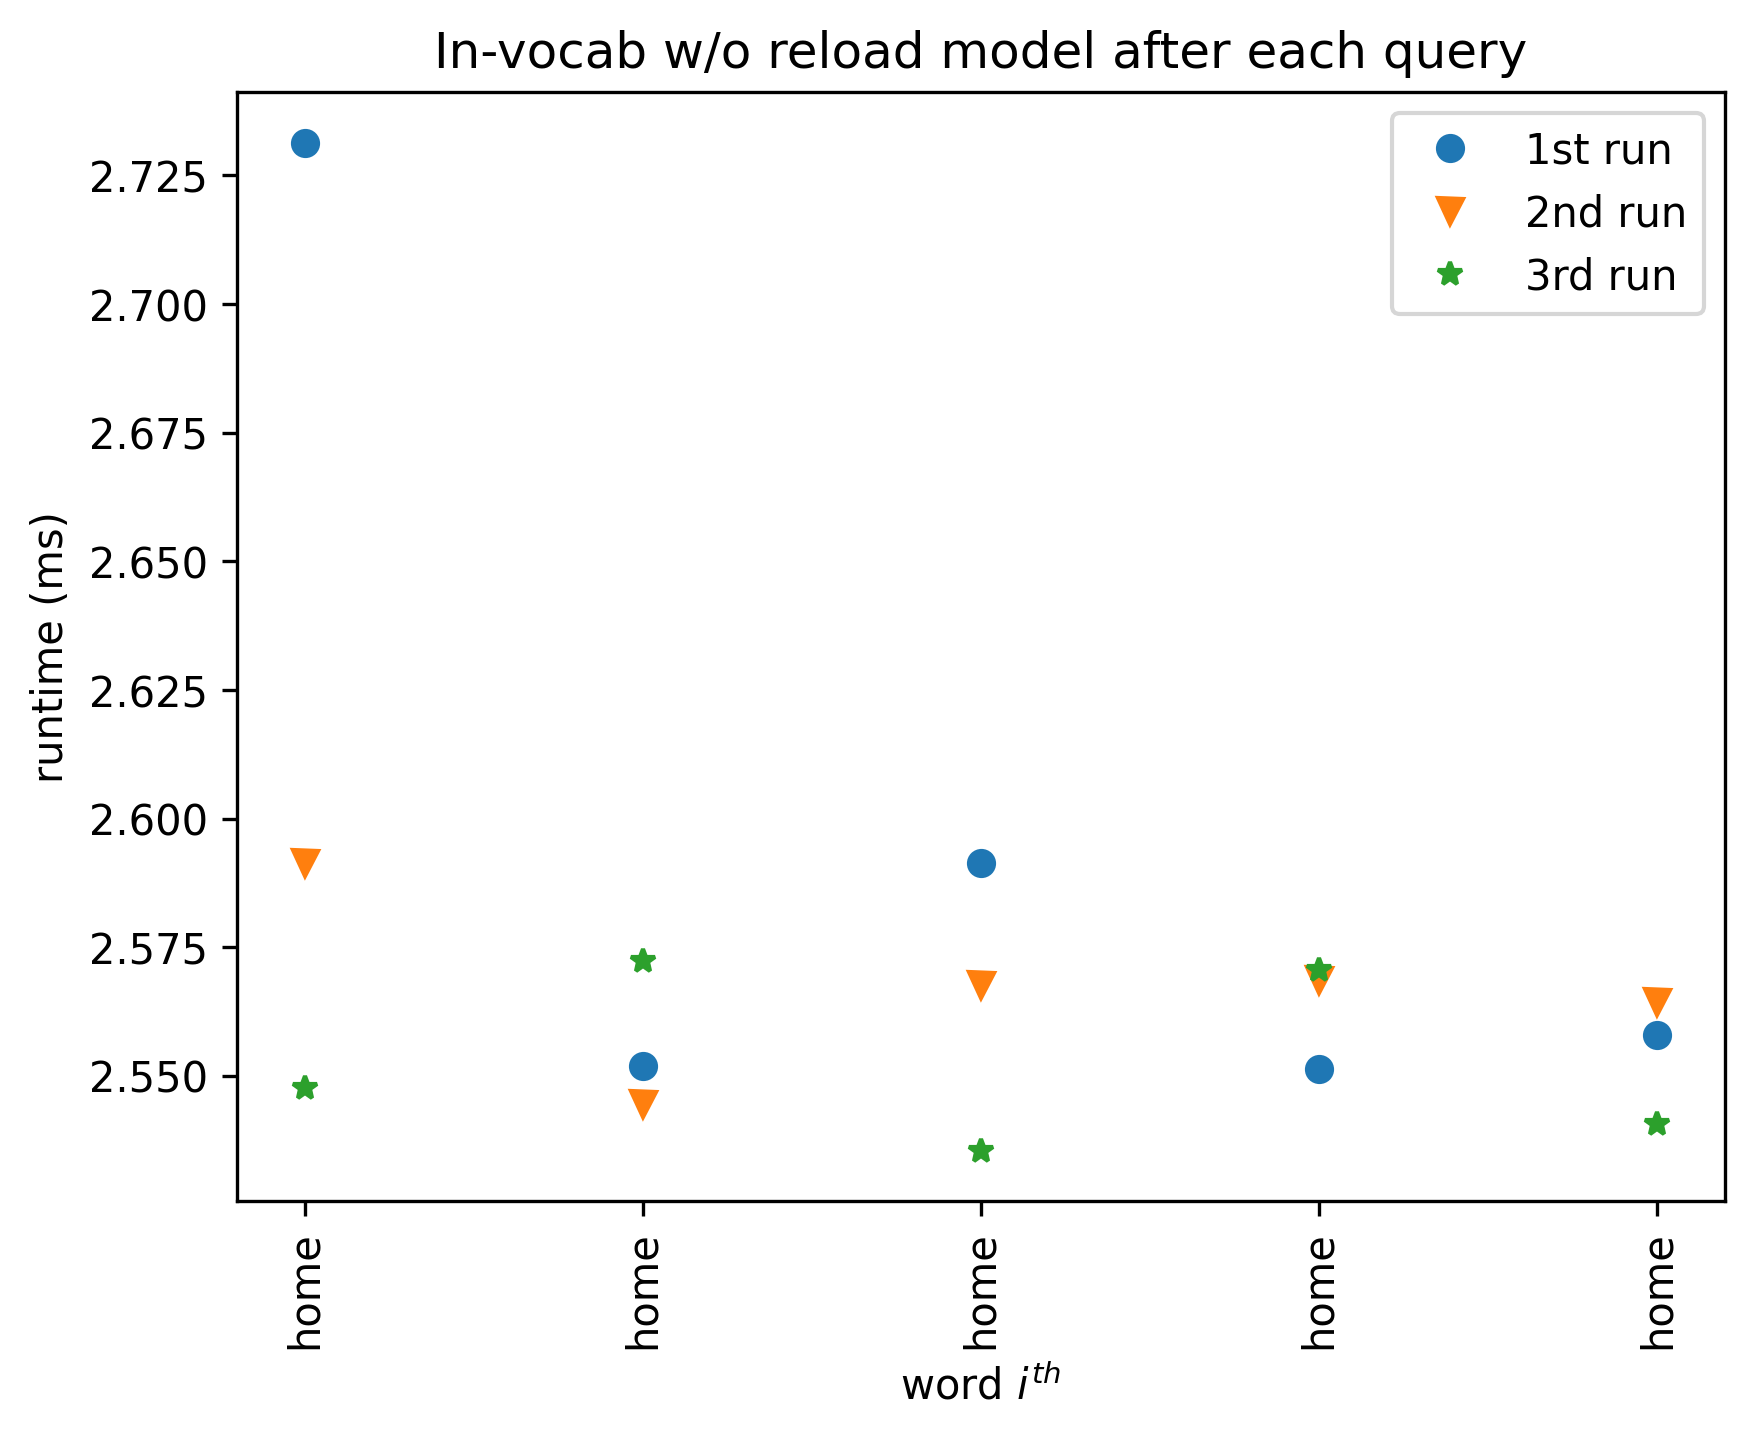 In-vocab w/o reload model after each query
1st run
2nd run
3rd run
runtime (ms)
2.725
2.700
2.675
2.650
2.625
2.600
2.575
2.550
home
home
home
home
home
word i^th